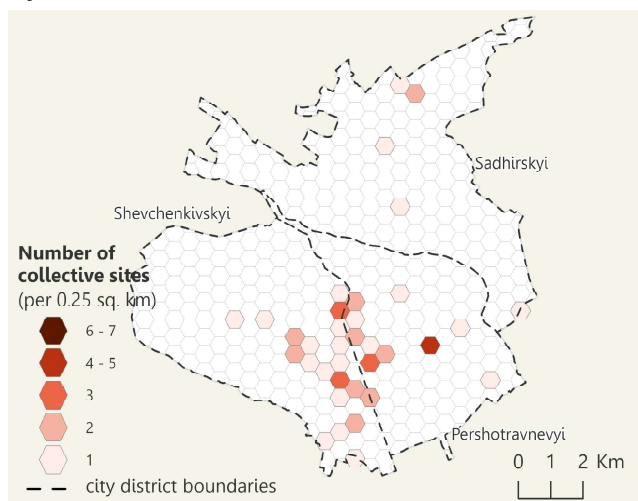 Sadhirskyi
Shevchenkivskyi
Number of
collective sites
(per 0.25 sq. km)
6 - 7
4 - 5
3
2
1
city district boundaries
Pershotravnevyi
0 1 2 Km